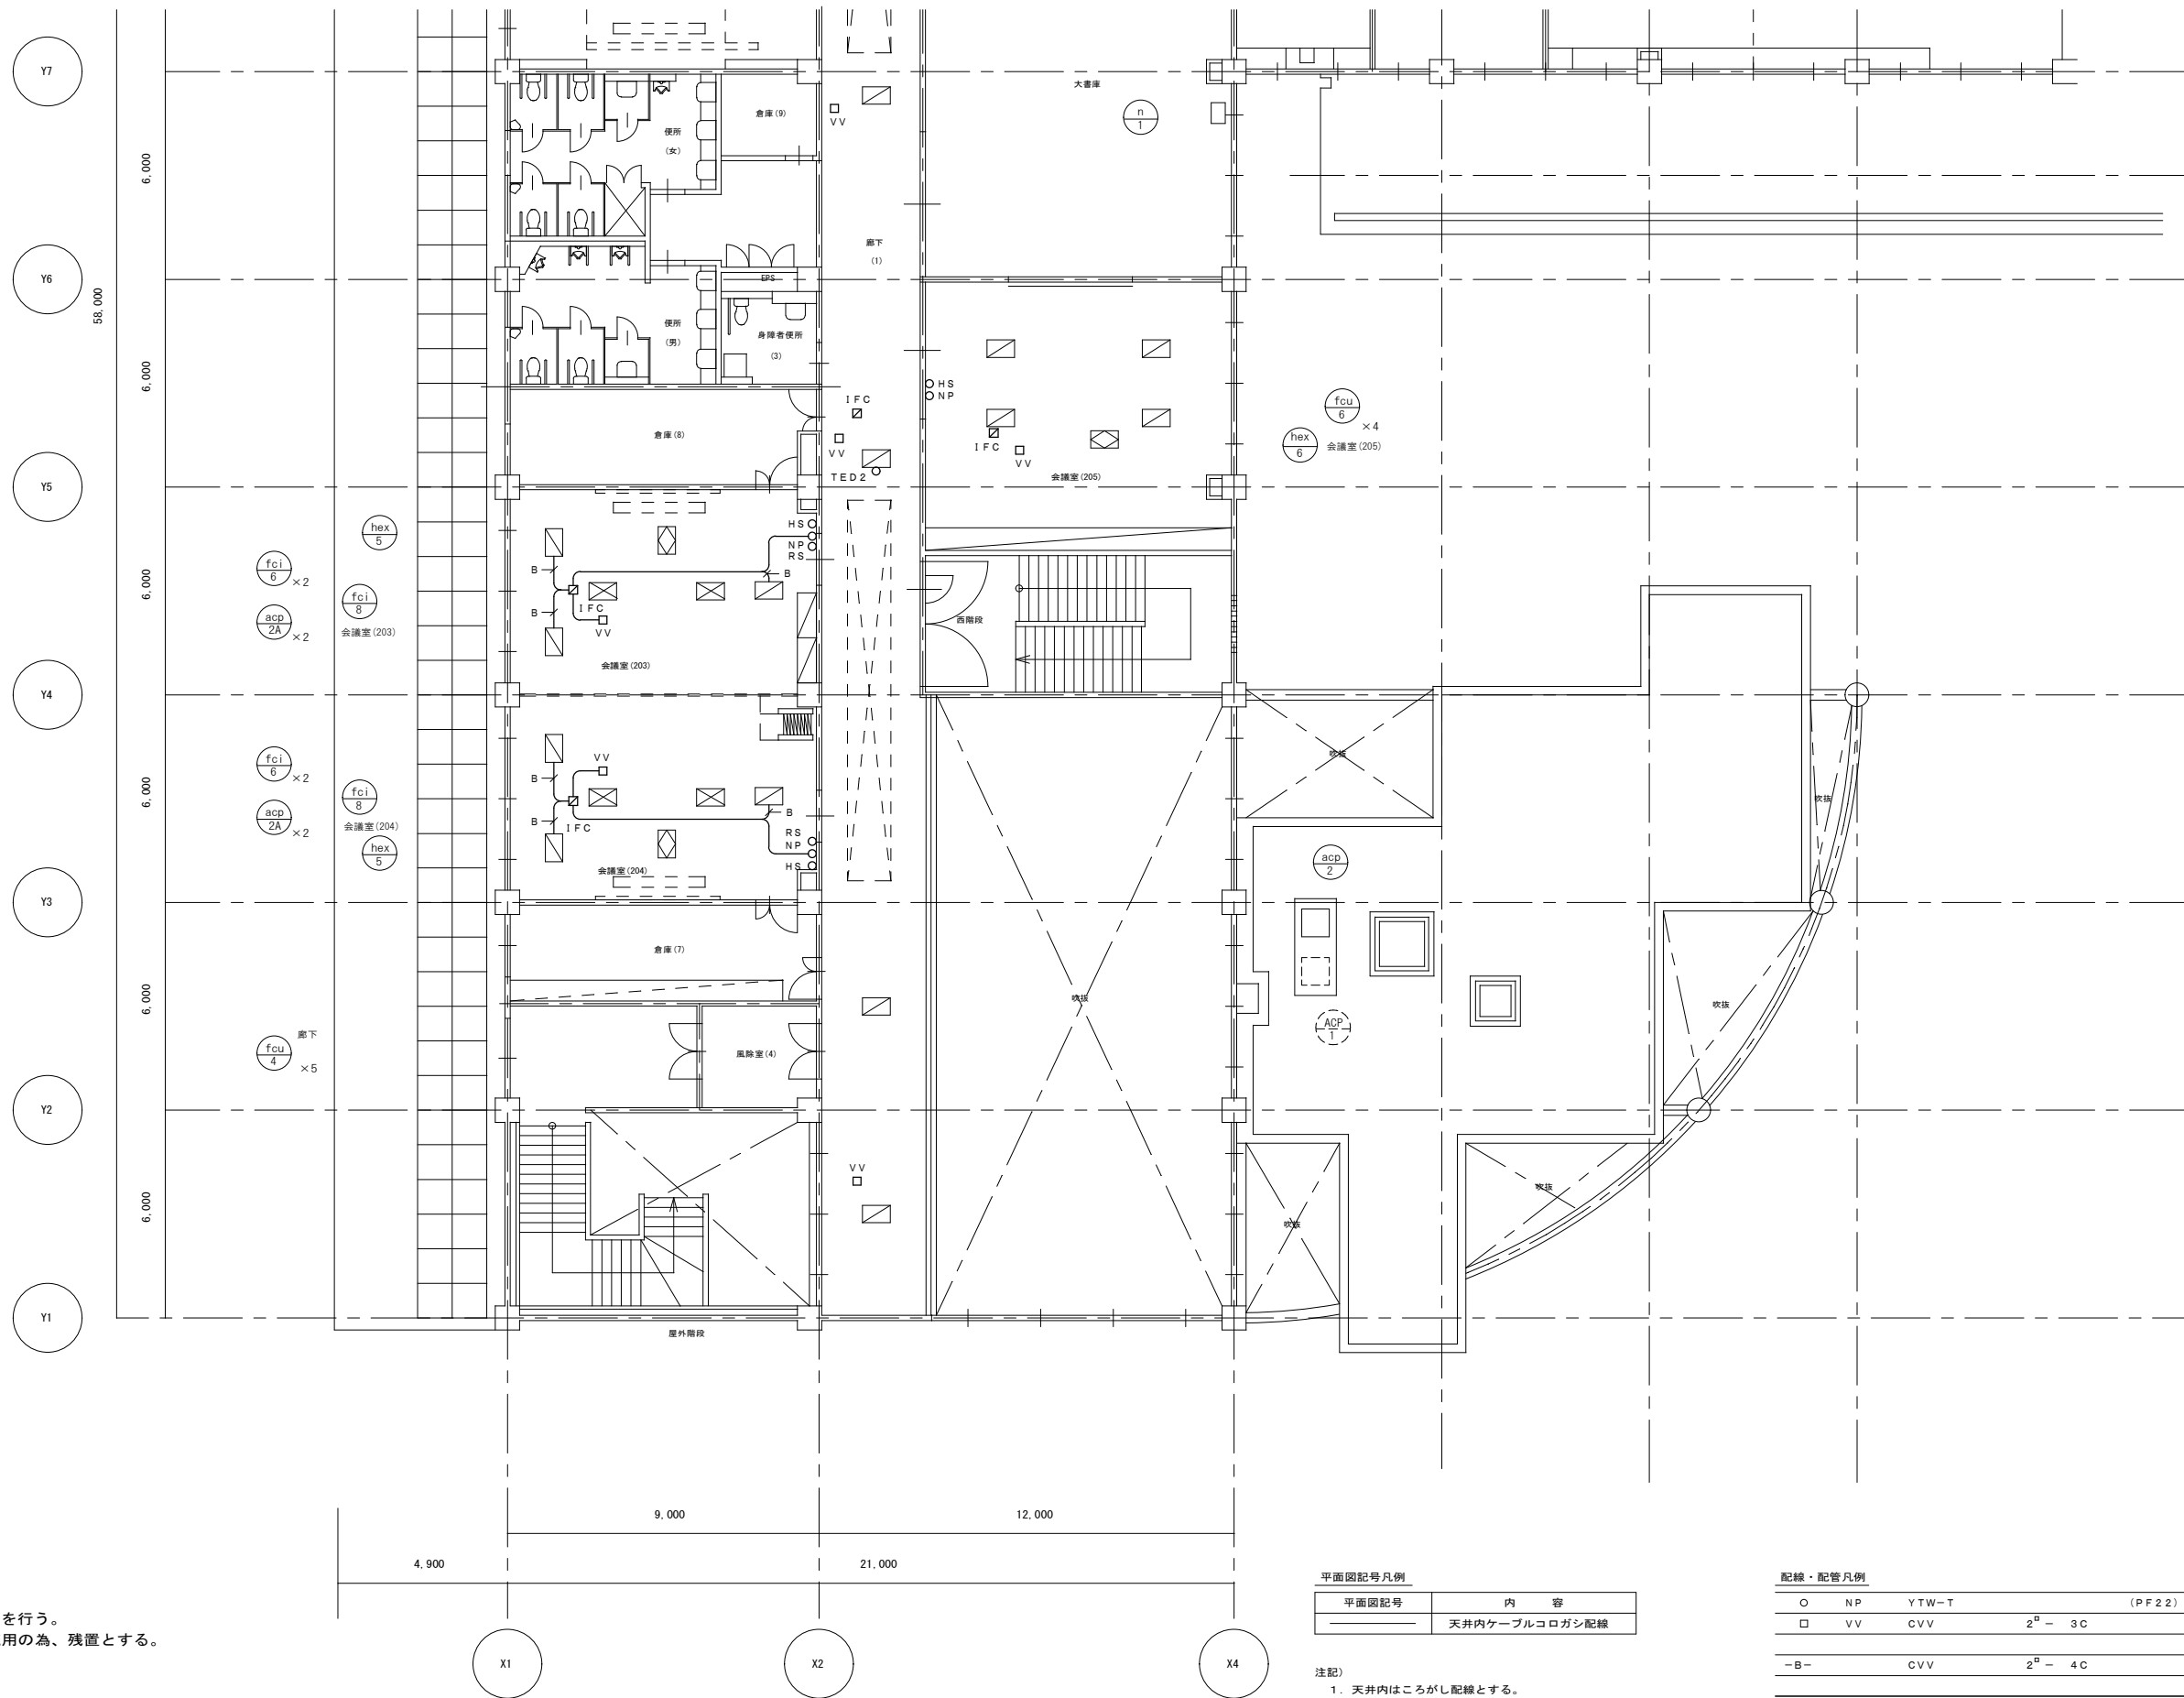 Y7
大書庫
倉庫(9)
VV
n
1
便所
(女)
6,000
廊下
(1)
Y6
EPS
58,000
便所
(男)
身障者便所
(3)
6,000
HS
NP
IFC
fcu
6
×4
倉庫(8)
VV
IFC
VV
hex
6
会議室(205)
TED2
会議室(205)
Y5
hex
5
HS
NP
RS
fci
6
×2
B
B
6,000
fci
8
B
IFC
acp
2A
×2
会議室(203)
VV
西階段
会議室(203)
Y4
吹抜
fci
6
×2
VV
B
6,000
fci
8
吹抜
B
acp
2A
×2
会議室(204)
B
IFC
RS
NP
hex
5
HS
acp
2
会議室(204)
Y3
倉庫(7)
6,000
吹抜
吹抜
廊下
fcu
4
×5
ACP
1
風除室(4)
Y2
VV
吹抜
6,000
吹抜
Y1
屋外階段
9,000
12,000
4,900
21,000
平面図記号凡例
平面図記号 内 容
天井内ケーブルコロガシ配線
配線・配管凡例
○ NP YTW-T (PF22)
□ VV CVV 2□ - 3C
-B- CVV 2□ - 4C
を行う。
用の為、残置とする。
X1
X2
X4
注記)
1. 天井内はころがし配線とする。